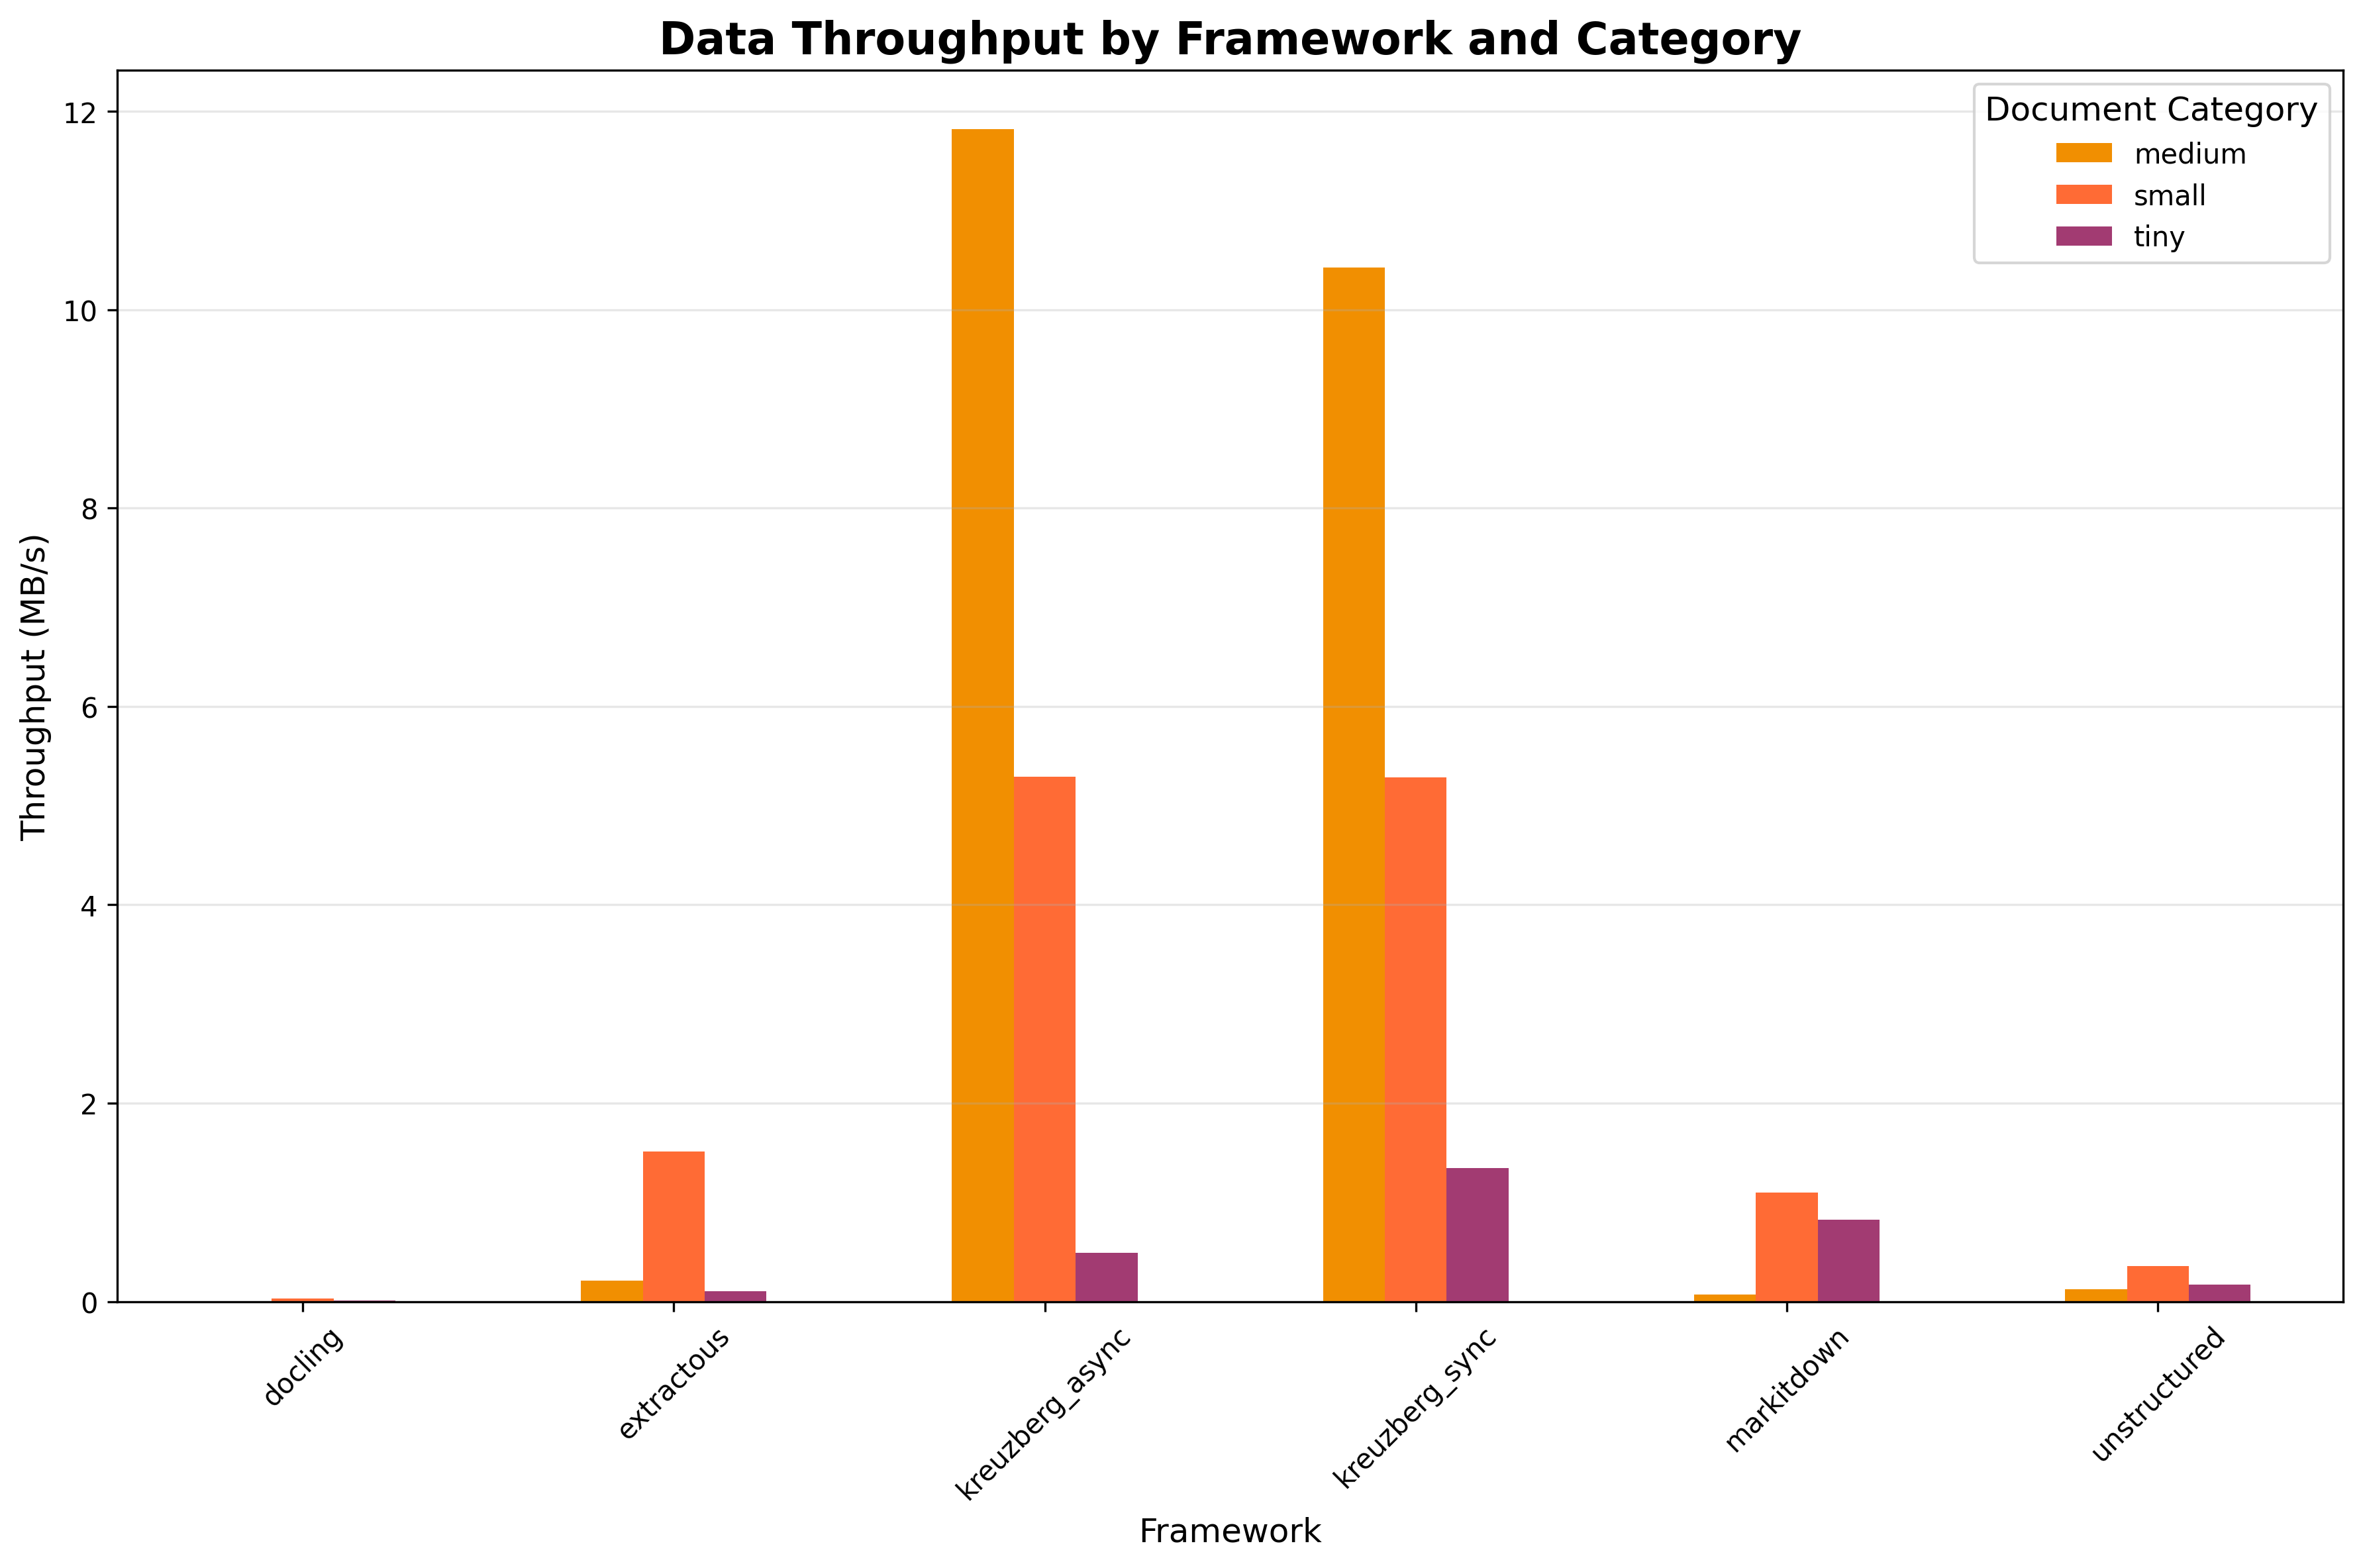 Data Throughput by Framework and Category
Document Category
medium
small
tiny
Throughput (MB/s)
12
10
8
6
4
2
0
docling
extractous
kreuzberg_async
kreuzberg_sync
markitdown
unstructured
Framework